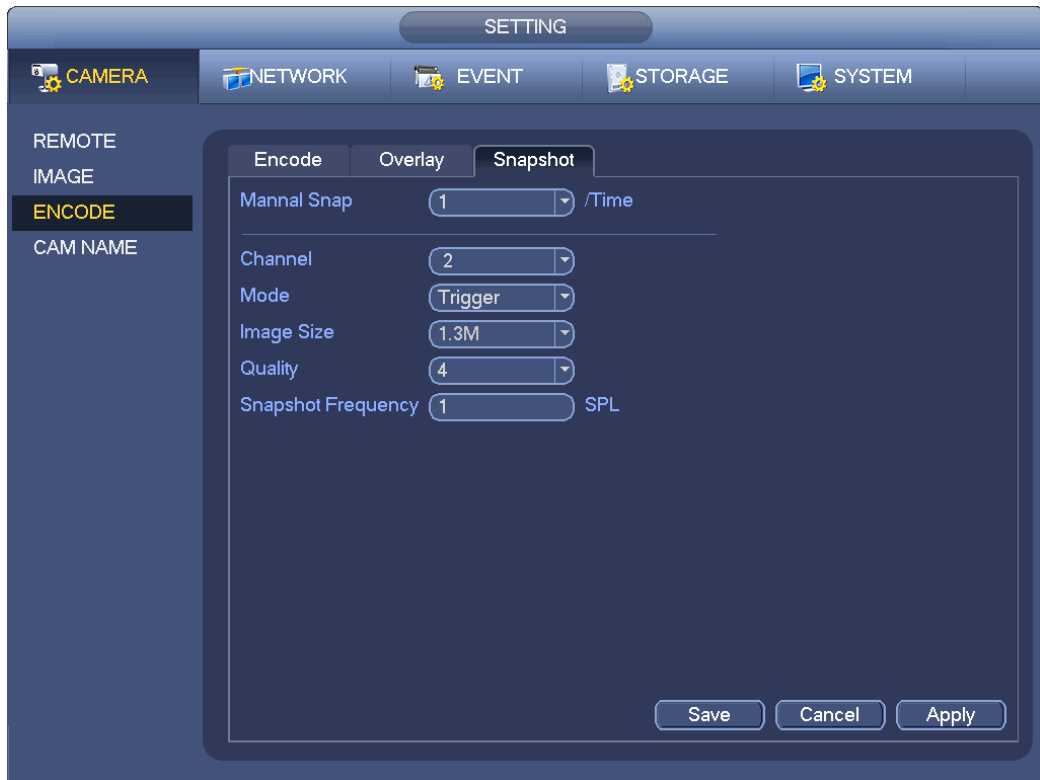 SETTING
CAMERA NETWORK EVENT STORAGE SYSTEM
REMOTE
IMAGE
ENCODE
CAM NAME
Encode Overlay Snapshot
Mannal Snap 1 /Time
Channel 2
Mode Trigger
Image Size 1.3M
Quality 4
Snapshot Frequency 1 SPL
Save Cancel Apply